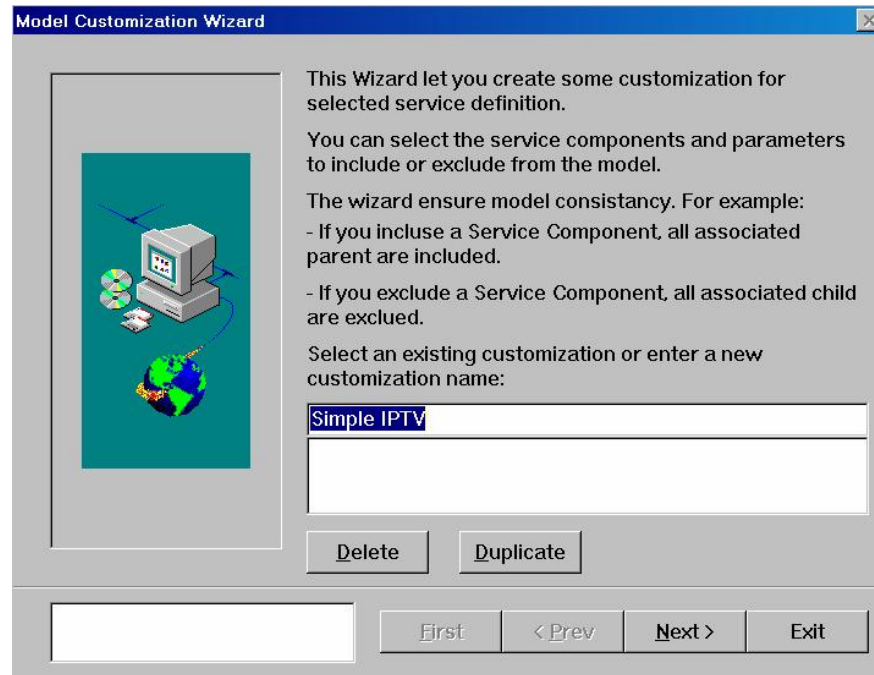 Model Customization Wizard
This Wizard let you create some customization for
selected service definition.
You can select the service components and parameters
to include or exclude from the model.
The wizard ensure model consistancy. For example:
- If you incluse a Service Component, all associated
parent are included.
- If you exclude a Service Component, all associated child
are exclued.
Select an existing customization or enter a new
customization name:
Simple IPTV
Delete
Duplicate
First
< Prev
Next >
Exit